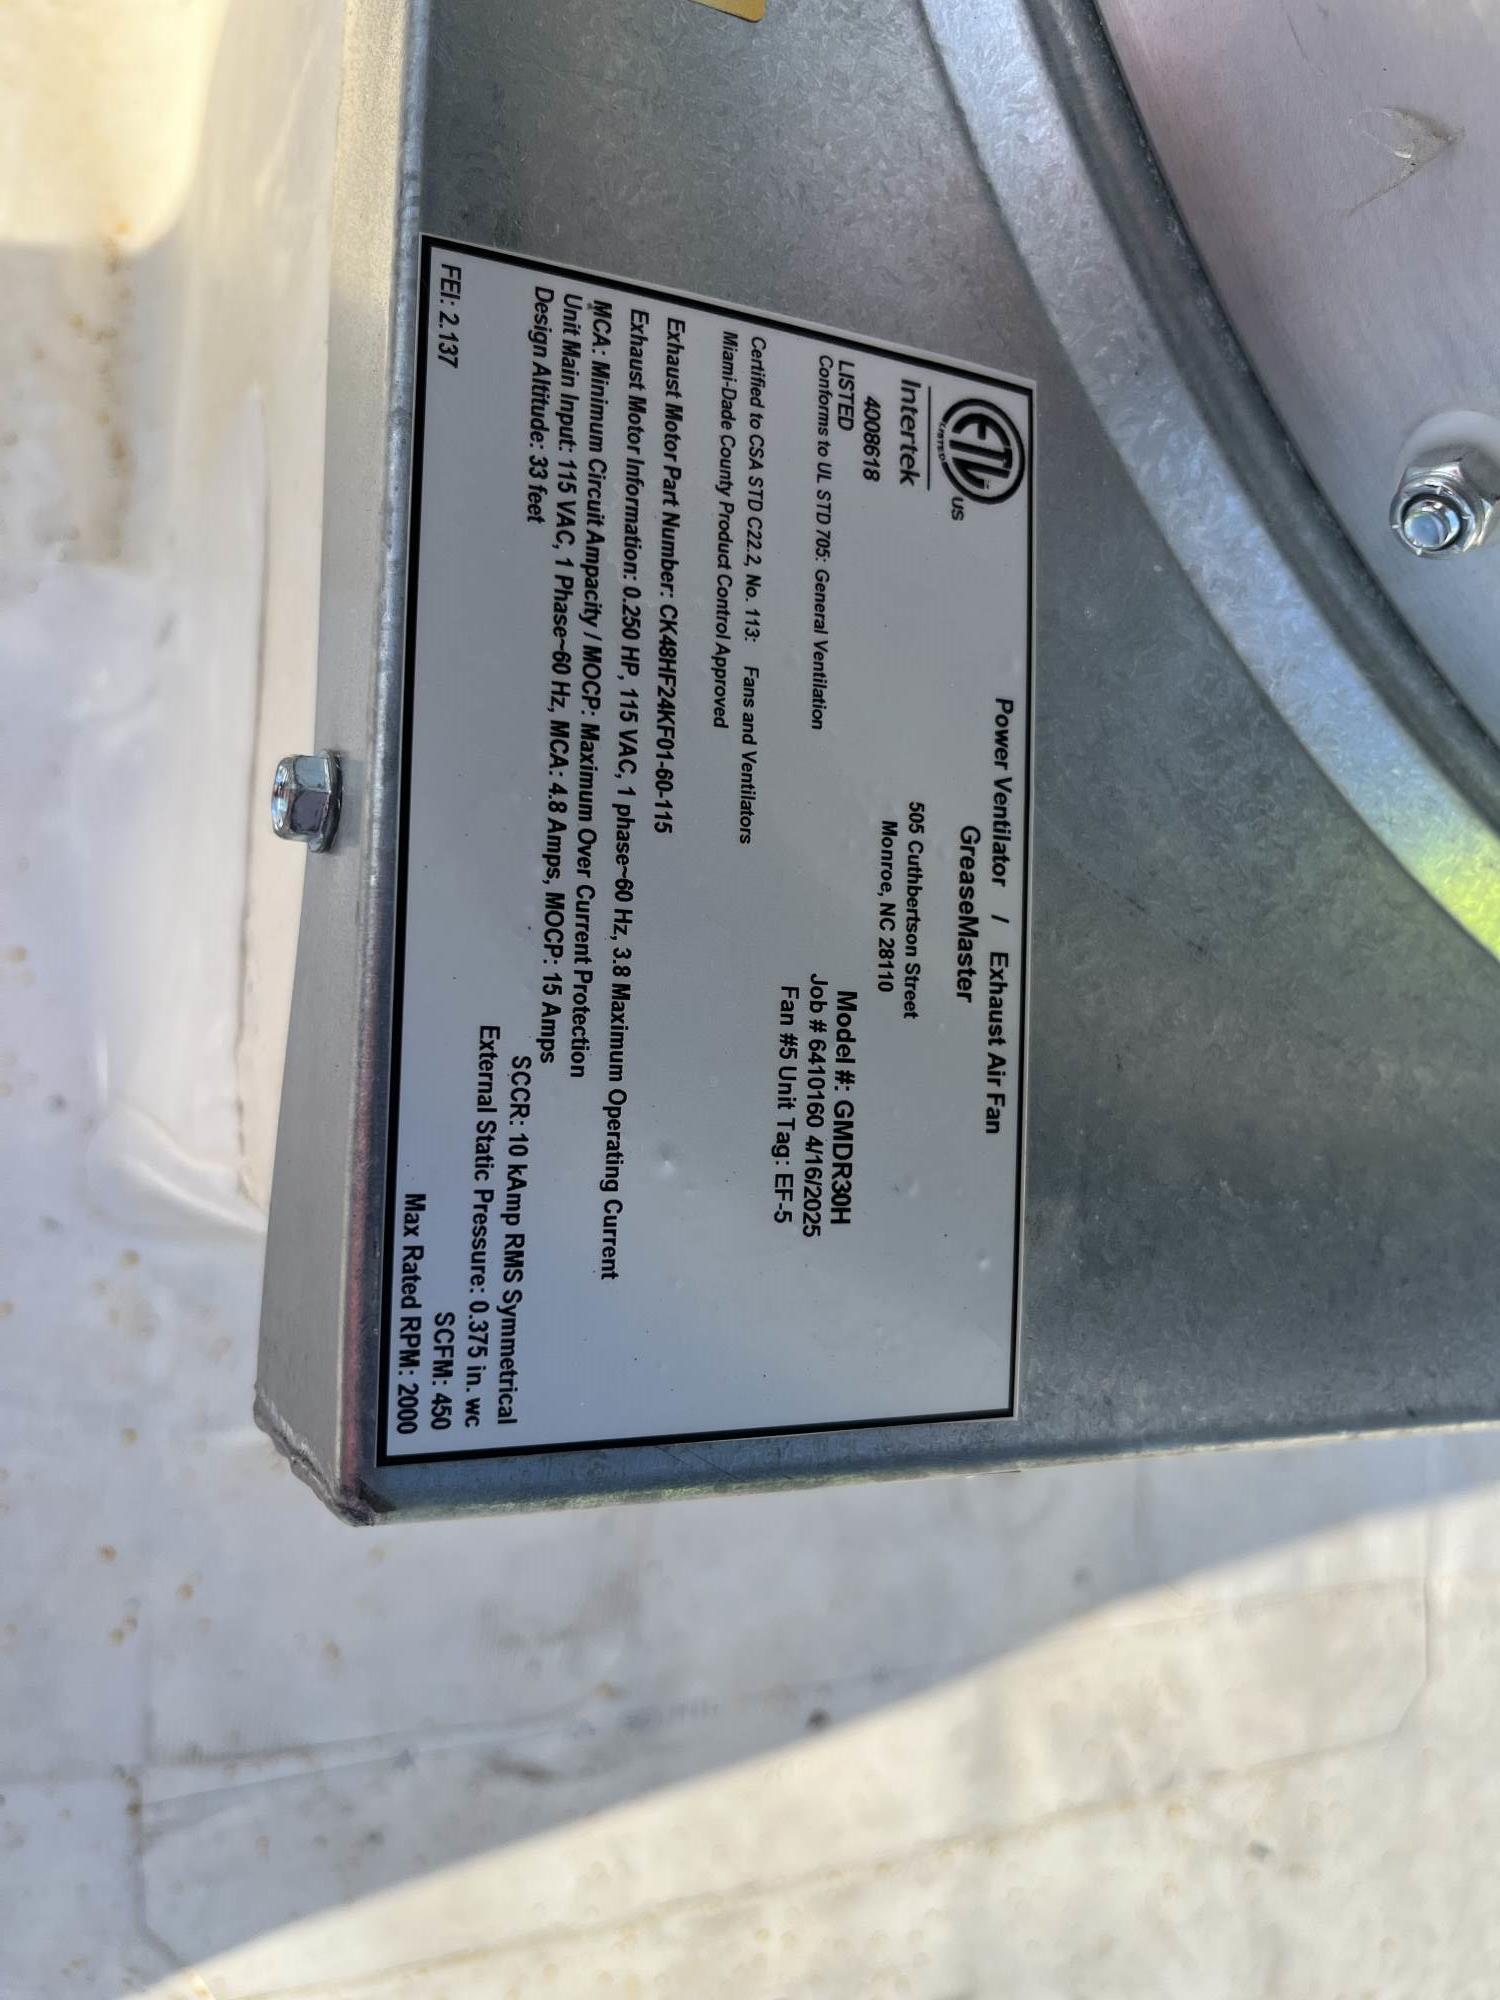 Power Ventilator / Exhaust Air Fan
GreaseMaster
ETL
LISTED
US
Intertek
4008618
LISTED
505 Cuthbertson Street
Monroe, NC 28110
Conforms to UL STD 705: General Ventilation
Model #: GMDR30H
Job # 6410160 4/16/2025
Fan #5 Unit Tag: EF-5
Certified to CSA STD C22.2, No. 113: Fans and Ventilators
Miami-Dade County Product Control Approved
Exhaust Motor Part Number: CK48HF24KF01-60-115
Exhaust Motor Information: 0.250 HP, 115 VAC, 1 phase~60 Hz, 3.8 Maximum Operating Current
MCA: Minimum Circuit Ampacity / MOCP: Maximum Over Current Protection
Unit Main Input: 115 VAC, 1 Phase~60 Hz, MCA: 4.8 Amps, MOCP: 15 Amps
Design Altitude: 33 feet
SCCR: 10 kAmp RMS Symmetrical
External Static Pressure: 0.375 in. wc
SCFM: 450
FEI: 2.137
Max Rated RPM: 2000